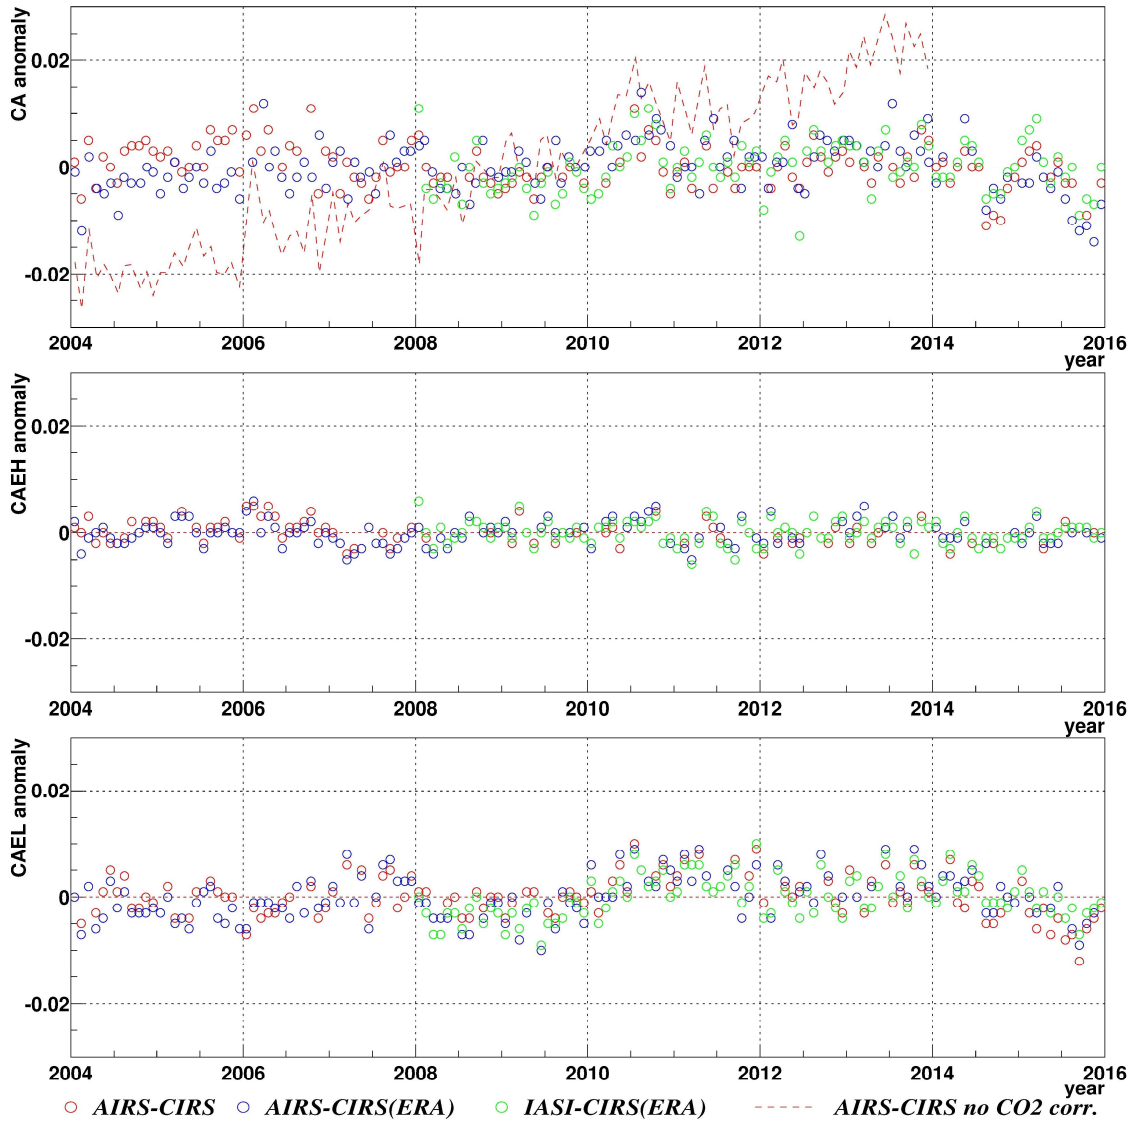 CA anomaly
0.02
0
-0.02
2004 2006 2008 2010 2012 2014 2016
year
CAEH anomaly
0.02
0
-0.02
2004 2006 2008 2010 2012 2014 2016
year
CAEL anomaly
0.02
0
-0.02
2004 2006 2008 2010 2012 2014 2016
year
AIRS-CIRS AIRS-CIRS(ERA) IASI-CIRS(ERA) AIRS-CIRS no CO2 corr.